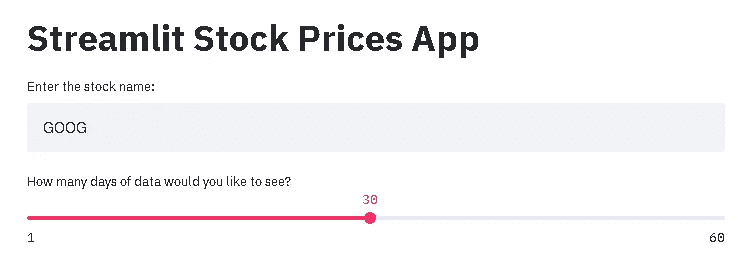 Streamlit Stock Prices App
Enter the stock name:
GOOG
How many days of data would you like to see?
30
1 60